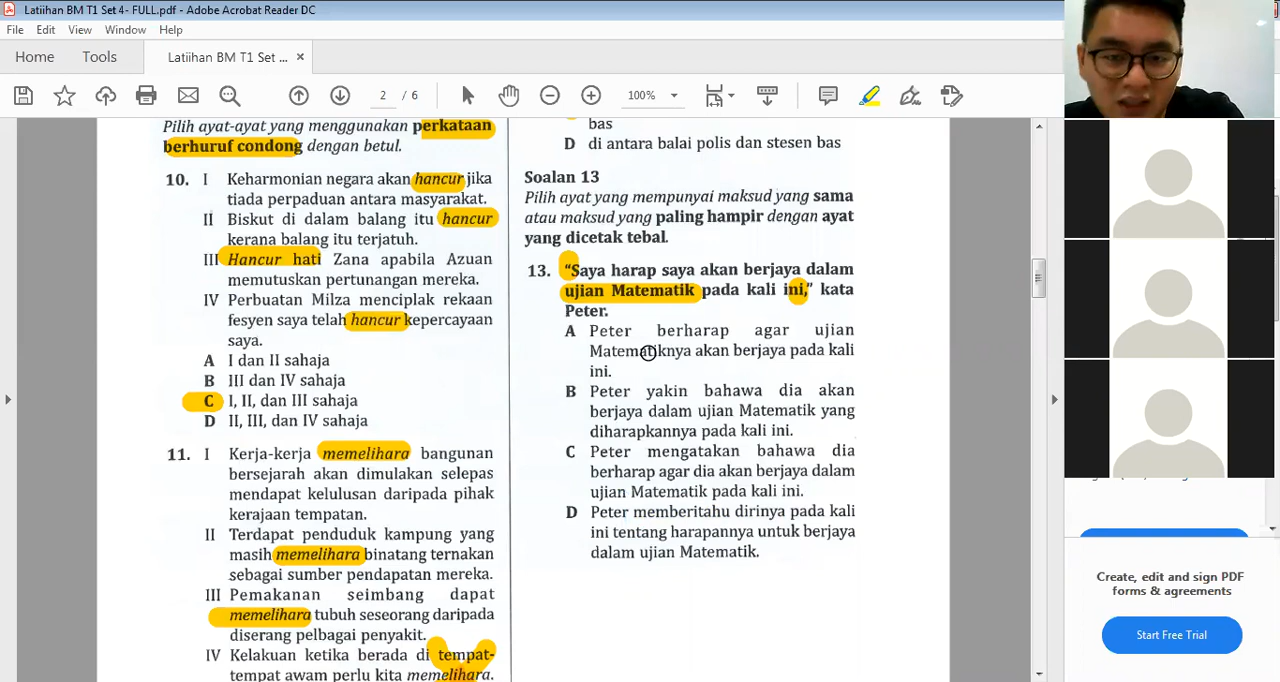 Latiihan BM T1 Set 4- FULL.pdf - Adobe Acrobat Reader DC
File Edit View Window Help
Home Tools Latiihan BM T1 Set ... ×
2 / 6 100%
Pilih ayat-ayat yang menggunakan perkataan
berhuruf condong dengan betul.
10. I Keharmonian negara akan hancur jika
tiada perpaduan antara masyarakat.
II Biskut di dalam balang itu hancur
kerana balang itu terjatuh.
III Hancur hati Zana apabila Azuan
memutuskan pertunangan mereka.
IV Perbuatan Milza menciplak rekaan
fesyen saya telah hancur kepercayaan
saya.
A I dan II sahaja
B III dan IV sahaja
C I, II, dan III sahaja
D II, III, dan IV sahaja
11. I Kerja-kerja memelihara bangunan
bersejarah akan dimulakan selepas
mendapat kelulusan daripada pihak
kerajaan tempatan.
II Terdapat penduduk kampung yang
masih memelihara binatang ternakan
sebagai sumber pendapatan mereka.
III Pemakanan seimbang dapat
memelihara tubuh seseorang daripada
diserang pelbagai penyakit.
IV Kelakuan ketika berada di tempat-
tempat awam perlu kita memelihara.
bas
D di antara balai polis dan stesen bas
Soalan 13
Pilih ayat yang mempunyai maksud yang sama
atau maksud yang paling hampir dengan ayat
yang dicetak tebal.
13. “Saya harap saya akan berjaya dalam
ujian Matematik pada kali ini,” kata
Peter.
A Peter berharap agar ujian
Matematiknya akan berjaya pada kali
ini.
B Peter yakin bahawa dia akan
berjaya dalam ujian Matematik yang
diharapkannya pada kali ini.
C Peter mengatakan bahawa dia
berharap agar dia akan berjaya dalam
ujian Matematik pada kali ini.
D Peter memberitahu dirinya pada kali
ini tentang harapannya untuk berjaya
dalam ujian Matematik.
Create, edit and sign PDF
forms & agreements
Start Free Trial